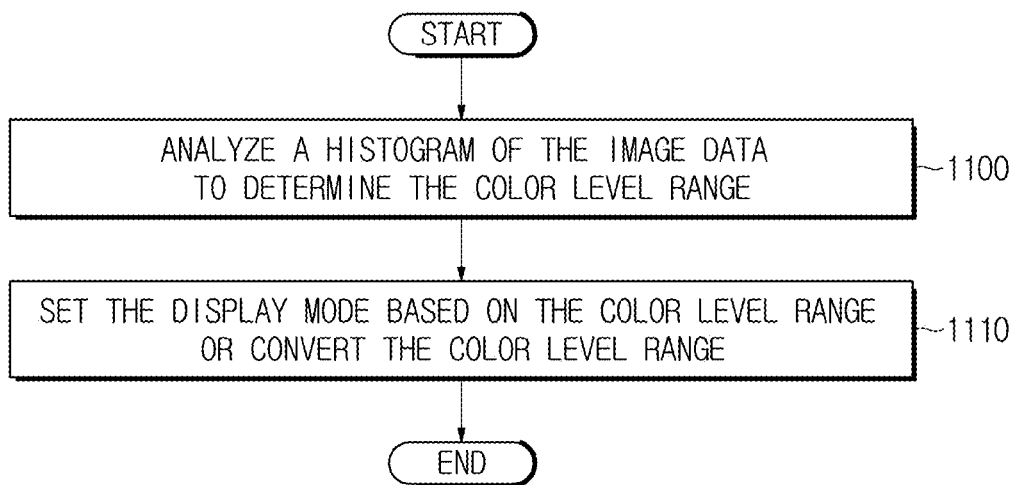 START
ANALYZE A HISTOGRAM OF THE IMAGE DATA
TO DETERMINE THE COLOR LEVEL RANGE
1100
SET THE DISPLAY MODE BASED ON THE COLOR LEVEL RANGE
OR CONVERT THE COLOR LEVEL RANGE
1110
END